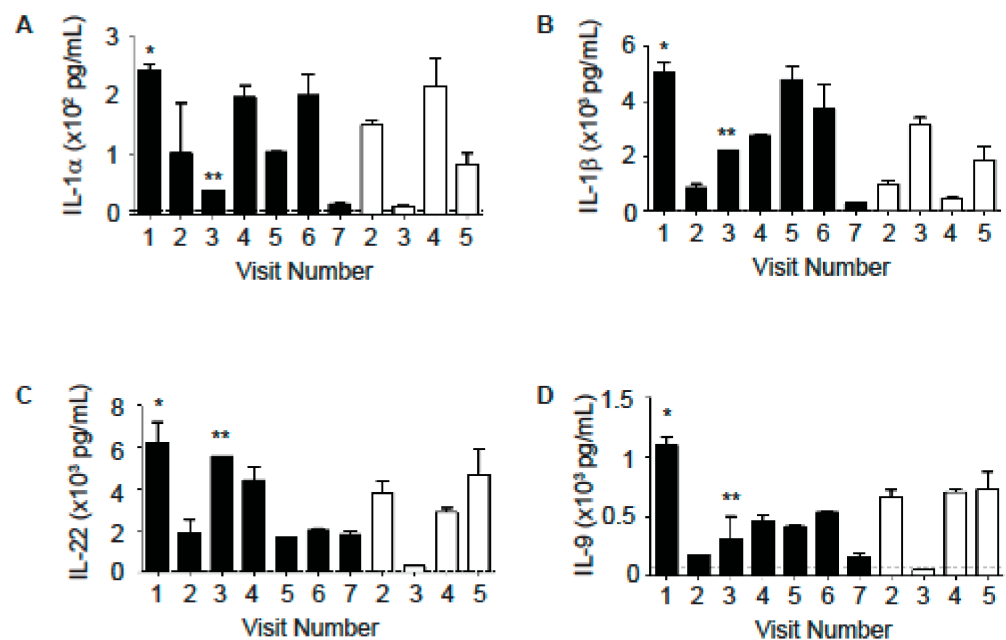 A
IL-1α (x10² pg/mL)
3
2
1
0
*
**
1 2 3 4 5 6 7 2 3 4 5
Visit Number
B
IL-1β (x10³ pg/mL)
6
4
2
0
*
**
1 2 3 4 5 6 7 2 3 4 5
Visit Number
C
IL-22 (x10³ pg/mL)
8
6
4
2
0
*
**
1 2 3 4 5 6 7 2 3 4 5
Visit Number
D
IL-9 (x10³ pg/mL)
1.5
1
0.5
0
*
**
1 2 3 4 5 6 7 2 3 4 5
Visit Number